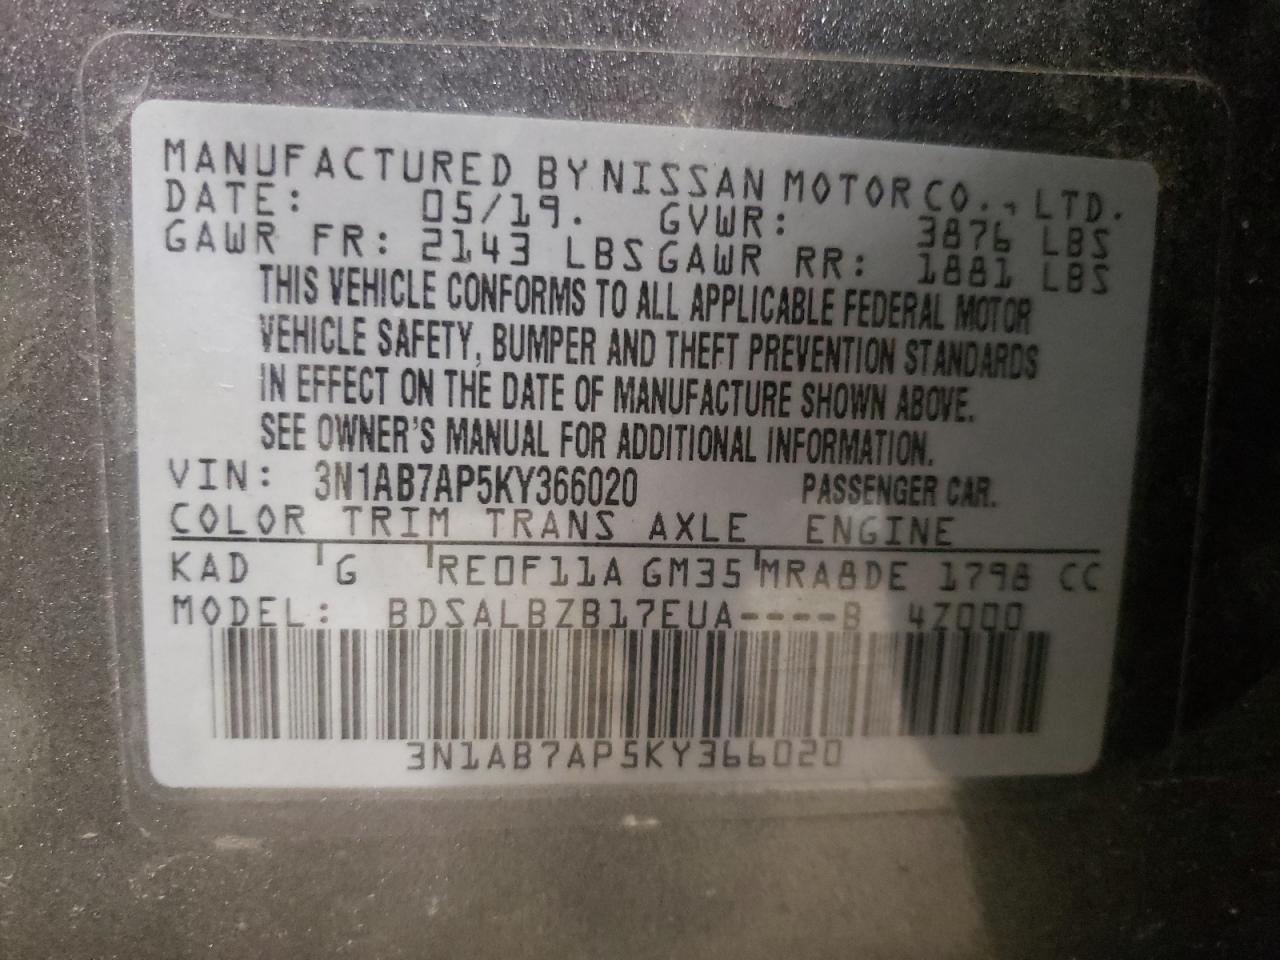 MANUFACTURED BY NISSAN MOTOR CO., LTD.
DATE: 05/19. GVWR: 3876 LBS
GAWR FR: 2143 LBS GAWR RR: 1881 LBS
THIS VEHICLE CONFORMS TO ALL APPLICABLE FEDERAL MOTOR
VEHICLE SAFETY, BUMPER AND THEFT PREVENTION STANDARDS
IN EFFECT ON THE DATE OF MANUFACTURE SHOWN ABOVE.
SEE OWNER'S MANUAL FOR ADDITIONAL INFORMATION.
VIN: 3N1AB7AP5KY366020 PASSENGER CAR.
COLOR TRIM TRANS AXLE ENGINE
KAD G RE0F11A GM35 MRA8DE 1798 CC
MODEL: BDSALBZB17EUA----B 4Z000
3N1AB7AP5KY366020